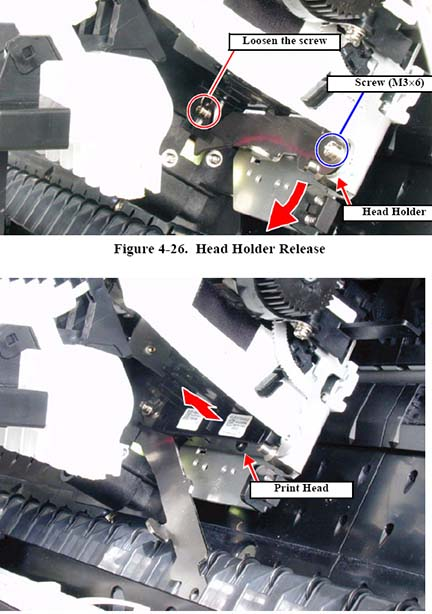 Loosen the screw
Screw (M3×6)
Head Holder
Figure 4-26.  Head Holder Release
Print Head